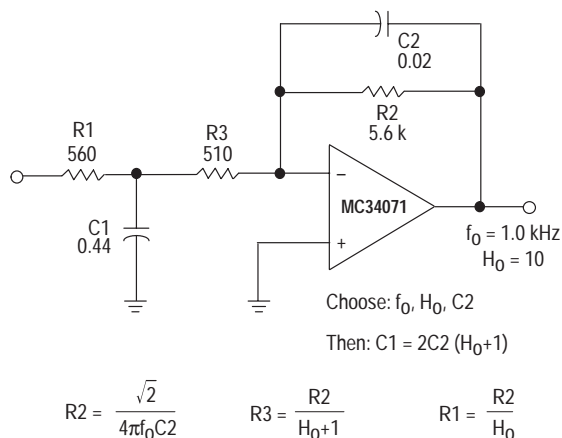 C2
0.02
R2
5.6 k
R1
560
R3
510
C1
0.44
–
MC34071
+
f₀ = 1.0 kHz
H₀ = 10
Choose: f₀, H₀, C2
Then: C1 = 2C2 (H₀+1)
R2 = √2 / 4πf₀C2   R3 = R2 / H₀+1   R1 = R2 / H₀